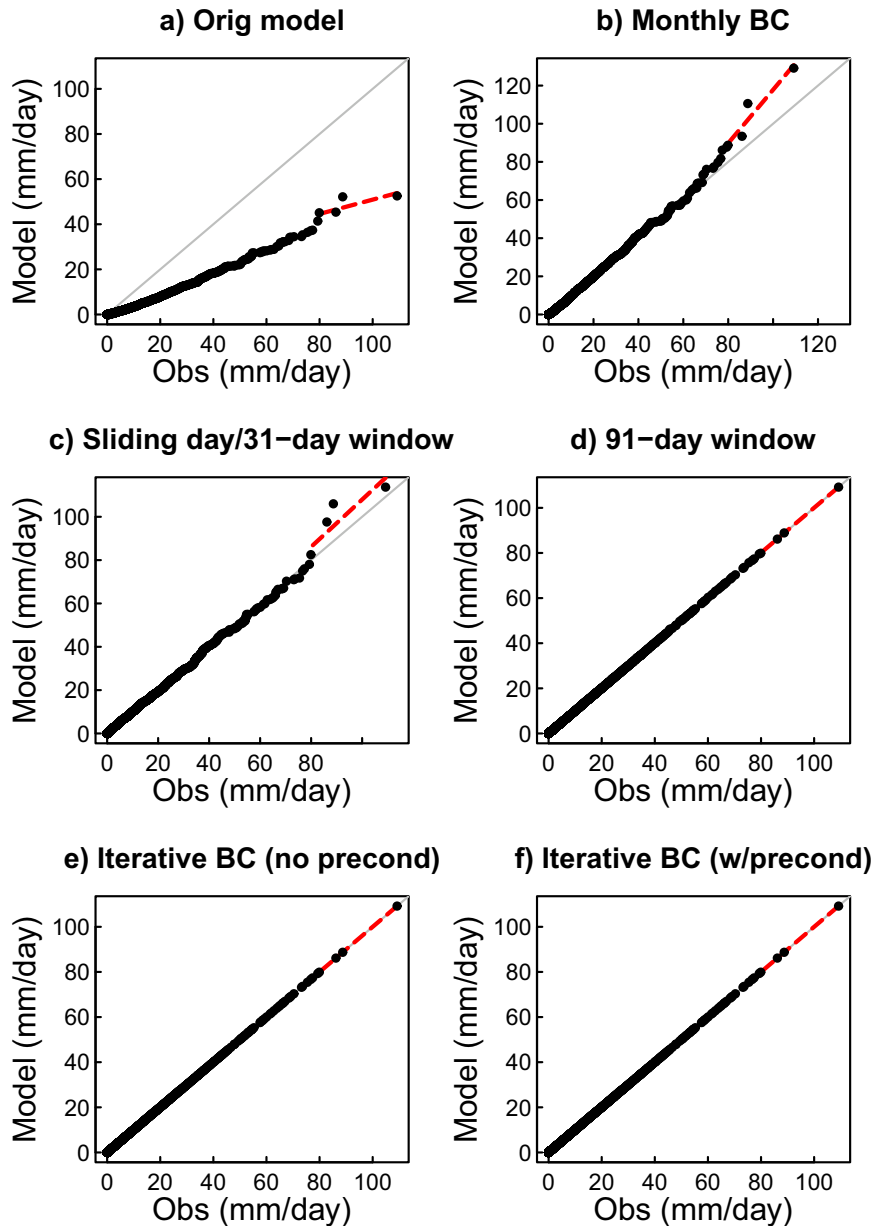 a) Orig model
Model (mm/day)
100
80
60
40
20
0
0 20 40 60 80 100
Obs (mm/day)
b) Monthly BC
Model (mm/day)
120
100
80
60
40
20
0
0 20 40 60 80 120
Obs (mm/day)
c) Sliding day/31−day window
Model (mm/day)
100
80
60
40
20
0
0 20 40 60 80
Obs (mm/day)
d) 91−day window
Model (mm/day)
100
80
60
40
20
0
0 20 40 60 80 100
Obs (mm/day)
e) Iterative BC (no precond)
Model (mm/day)
100
80
60
40
20
0
0 20 40 60 80 100
Obs (mm/day)
f) Iterative BC (w/precond)
Model (mm/day)
100
80
60
40
20
0
0 20 40 60 80 100
Obs (mm/day)